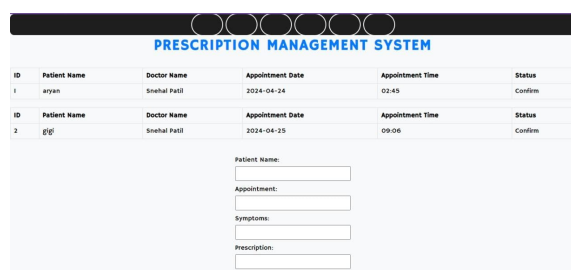 PRESCRIPTION MANAGEMENT SYSTEM
ID Patient Name Doctor Name Appointment Date Appointment Time Status
1 aryan Snehal Patil 2024-04-24 02:45 Confirm
ID Patient Name Doctor Name Appointment Date Appointment Time Status
2 gigi Snehal Patil 2024-04-25 09:06 Confirm
Patient Name:
Appointment:
Symptoms:
Prescription: